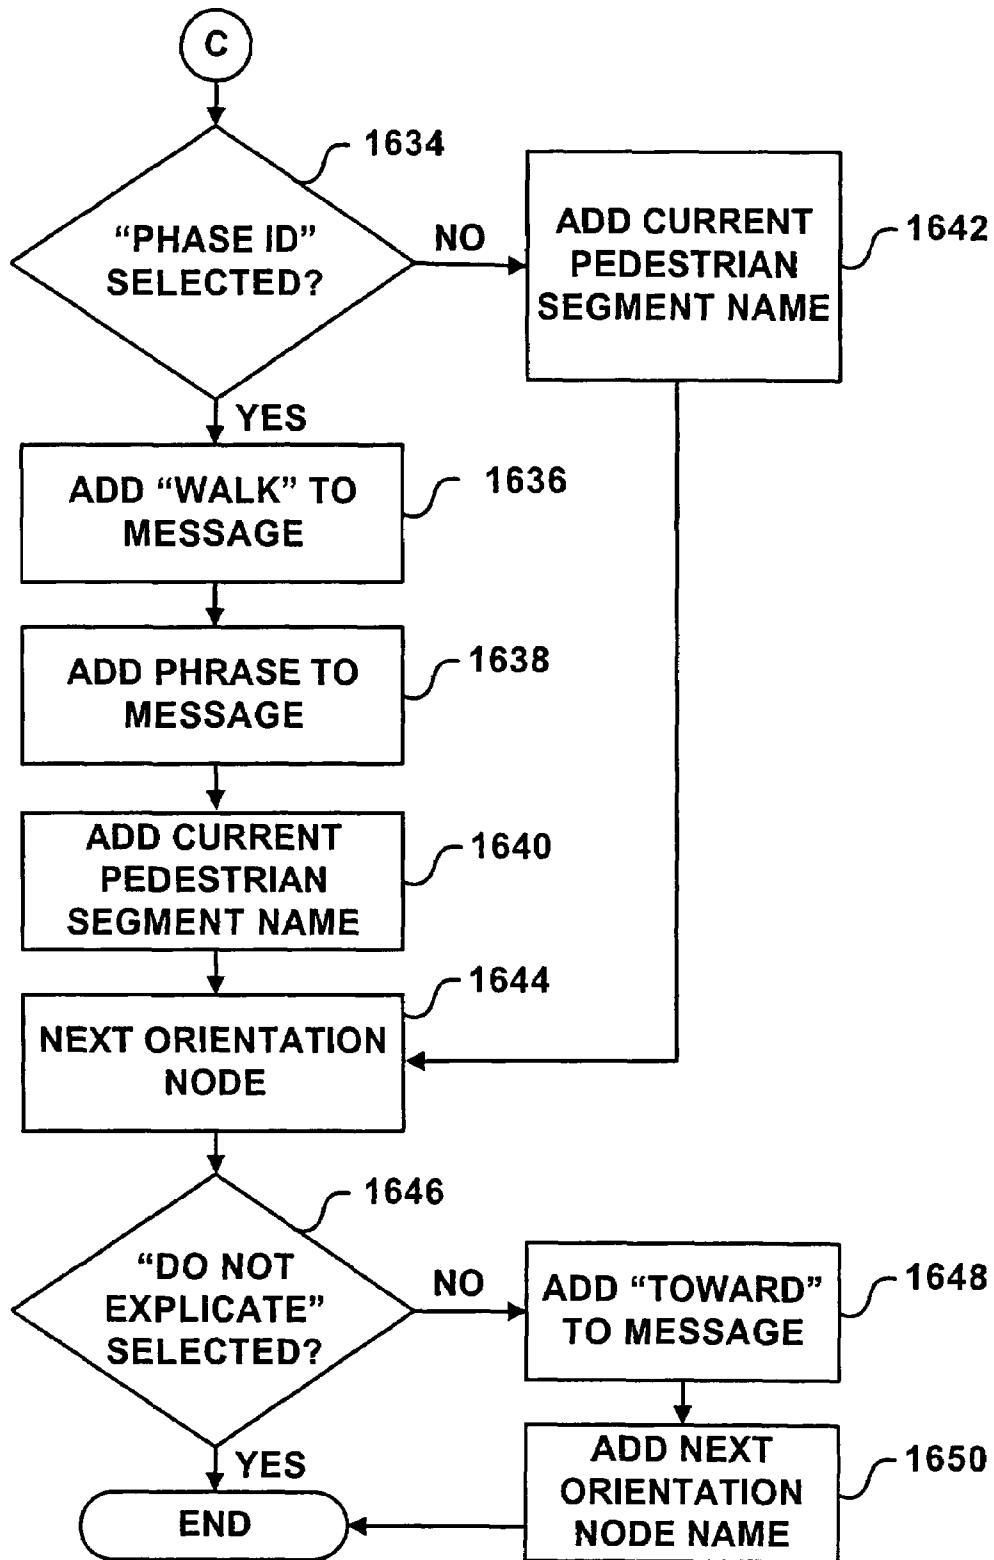 C
1634
“PHASE ID”
SELECTED?
NO
ADD CURRENT
PEDESTRIAN
SEGMENT NAME
1642
YES
ADD “WALK” TO
MESSAGE
1636
ADD PHRASE TO
MESSAGE
1638
ADD CURRENT
PEDESTRIAN
SEGMENT NAME
1640
NEXT ORIENTATION
NODE
1644
1646
“DO NOT
EXPLICATE”
SELECTED?
NO
ADD “TOWARD”
TO MESSAGE
1648
YES
ADD NEXT
ORIENTATION
NODE NAME
1650
END